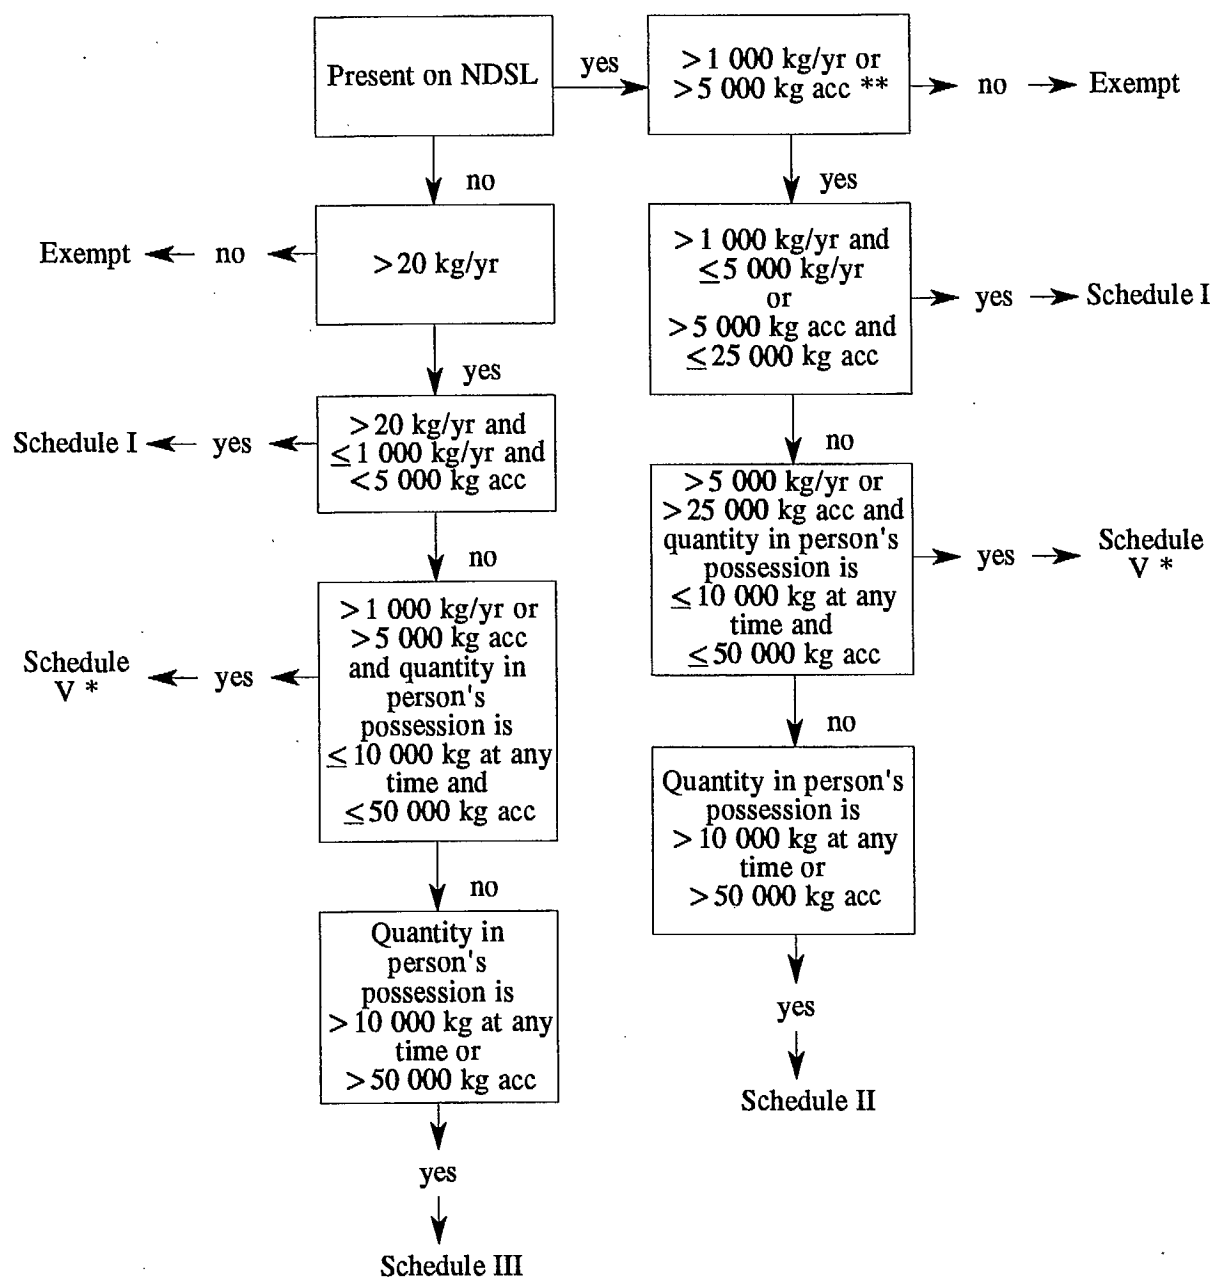 Present on NDSL
yes
>1 000 kg/yr or
>5 000 kg acc **
no
Exempt
no
yes
>20 kg/yr
no
Exempt
yes
>1 000 kg/yr and
≤5 000 kg/yr
or
>5 000 kg acc and
≤25 000 kg acc
yes
Schedule I
>20 kg/yr and
≤1 000 kg/yr and
<5 000 kg acc
yes
Schedule I
no
no
>5 000 kg/yr or
>25 000 kg acc and
quantity in person's
possession is
≤10 000 kg at any
time and
≤50 000 kg acc
yes
Schedule
V *
>1 000 kg/yr or
>5 000 kg acc
and quantity in
person's
possession is
≤10 000 kg at any
time and
≤50 000 kg acc
yes
Schedule
V *
no
no
Quantity in person's
possession is
>10 000 kg at any
time or
>50 000 kg acc
yes
Schedule II
Quantity in
person's
possession is
>10 000 kg at any
time or
>50 000 kg acc
yes
Schedule III